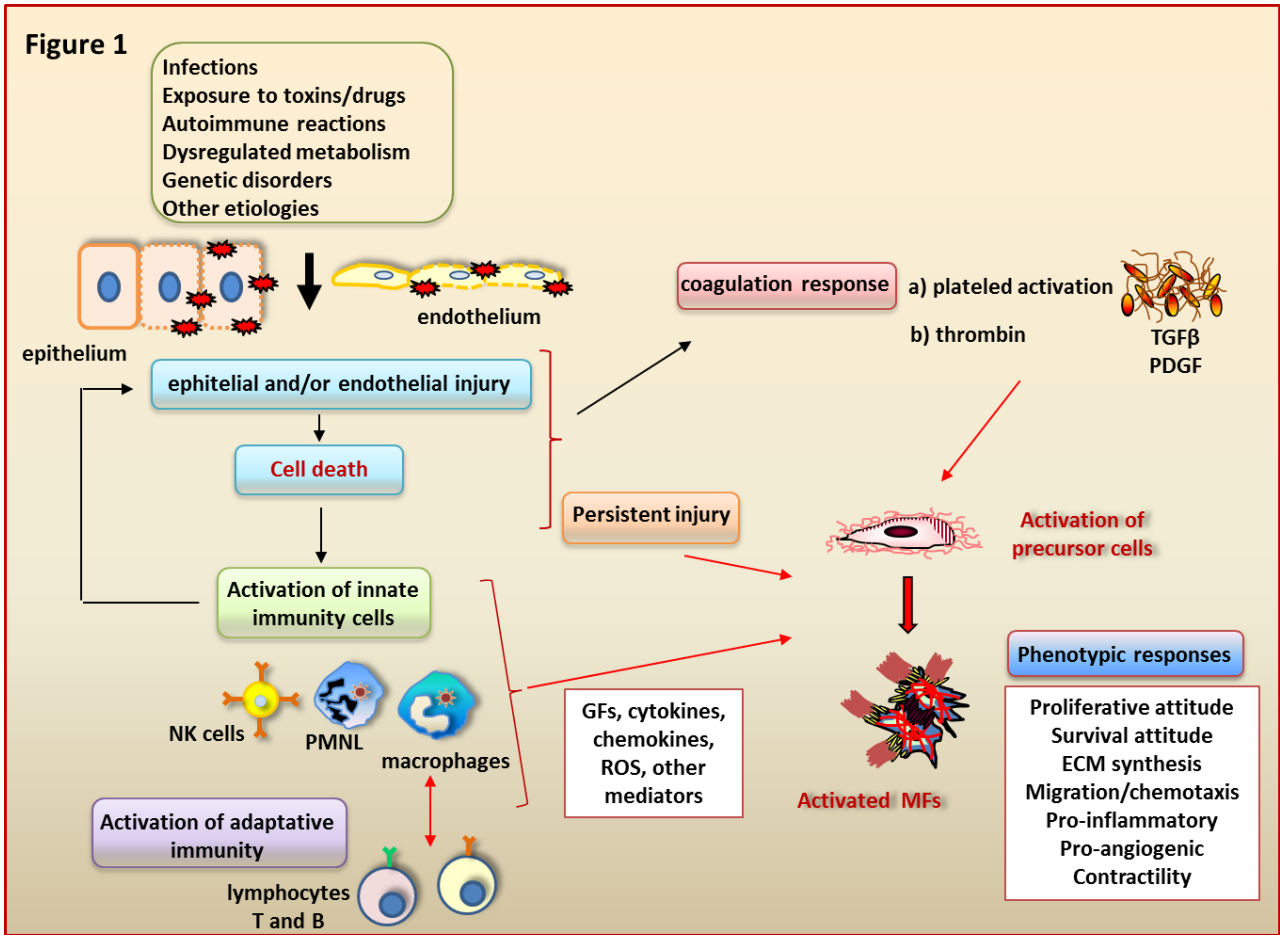 Figure 1
Infections
Exposure to toxins/drugs
Autoimmune reactions
Dysregulated metabolism
Genetic disorders
Other etiologies
epithelium
endothelium
coagulation response
a) plateled activation
b) thrombin
TGFβ
PDGF
ephitelial and/or endothelial injury
Cell death
Persistent injury
Activation of
precursor cells
Activation of innate
immunity cells
NK cells
PMNL
macrophages
GFs, cytokines,
chemokines,
ROS, other
mediators
Activated MFs
Phenotypic responses
Proliferative attitude
Survival attitude
ECM synthesis
Migration/chemotaxis
Pro-inflammatory
Pro-angiogenic
Contractility
Activation of adaptative
immunity
lymphocytes
T and B